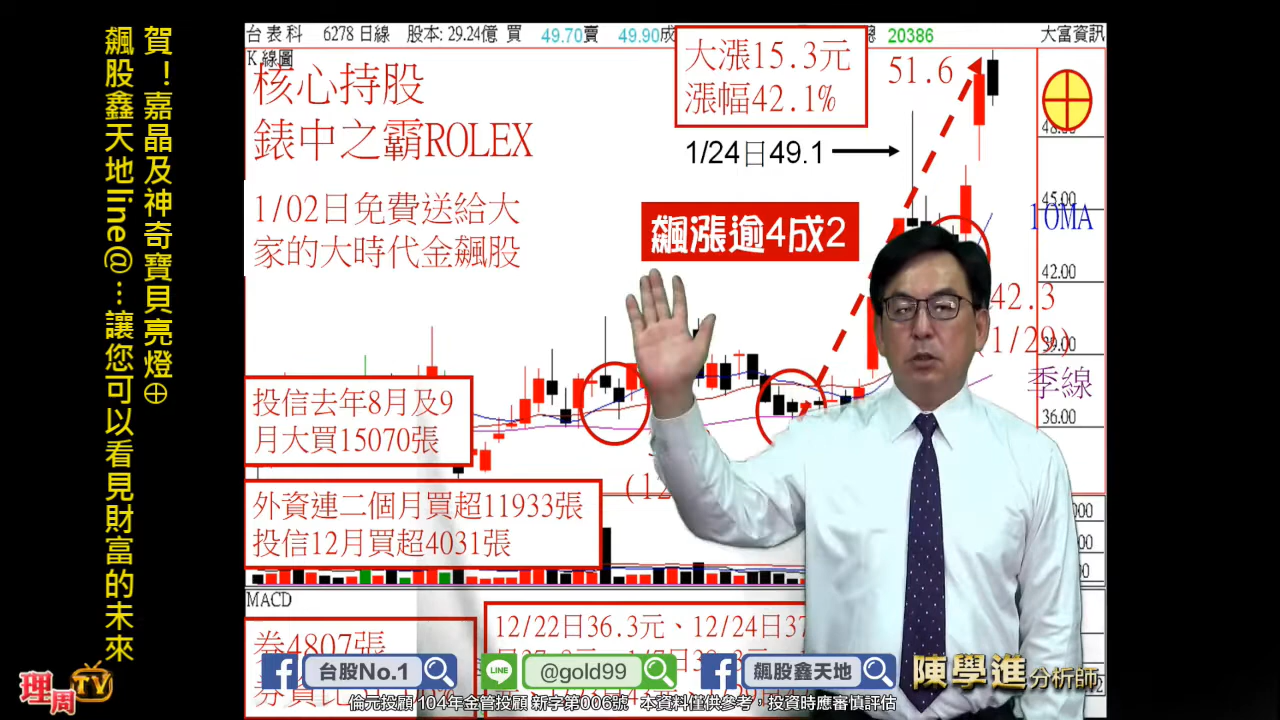 賀！嘉晶及神奇寶貝亮燈⊕
飆股鑫天地line@…讓您可以看見財富的未來
台表科 6278 日線 股本: 29.24億 買 49.70賣 49.90成 20386 大富資訊
K 線圖
核心持股
錶中之霸ROLEX
1/02日免費送給大
家的大時代金飆股
大漲15.3元
漲幅42.1%
51.6
1/24日49.1
飆漲逾4成2
48.00
45.00
10MA
42.00
42.3
(1/29)
39.00
季線
36.00
投信去年8月及9
月大買15070張
外資連二個月買超11933張
投信12月買超4031張
(12
MACD
券4807張
12/22日36.3元、12/24日37
台股No.1
LINE
@gold99
飆股鑫天地
陳學進分析師
理周TV
倫元投顧 104年金管投顧 新字第006號 本資料僅供參考，投資時應審慎評估